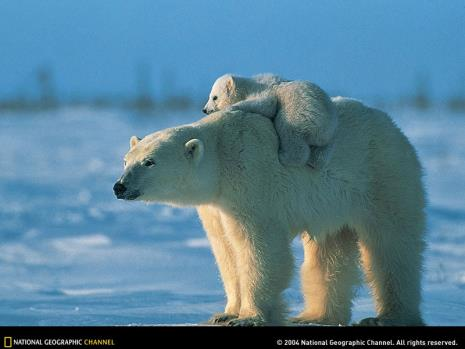 NATIONAL GEOGRAPHIC CHANNEL
© 2004 National Geographic Channel. All rights reserved.